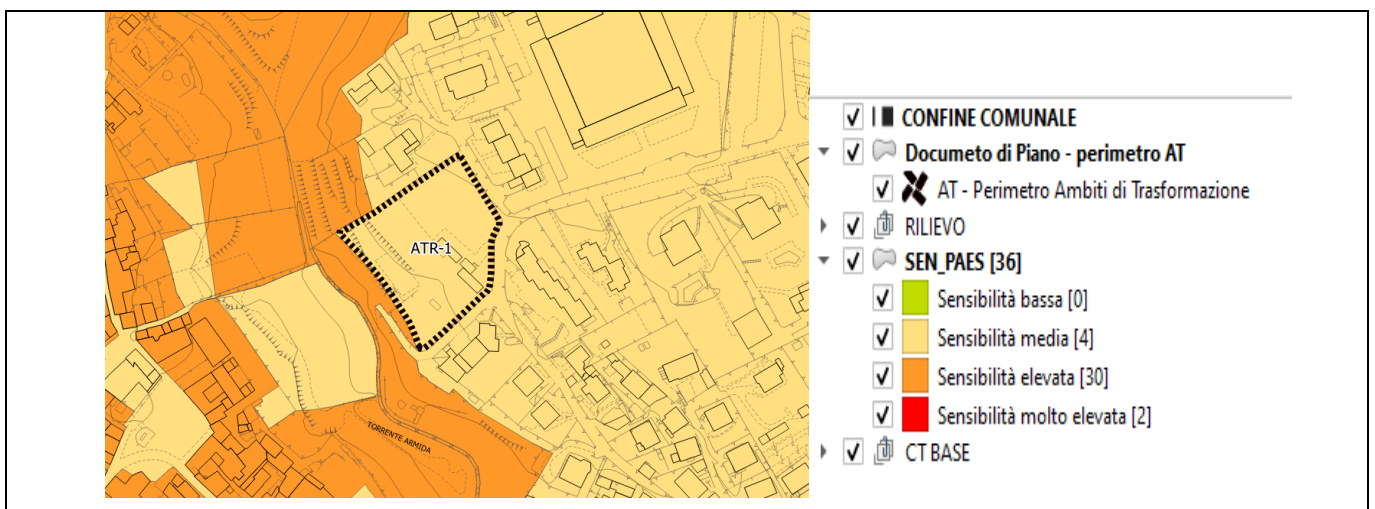 ATR-1
TORRENTE ARMIDA
CONFINE COMUNALE
Documeto di Piano - perimetro AT
AT - Perimetro Ambiti di Trasformazione
RILIEVO
SEN_PAES [36]
Sensibilità bassa [0]
Sensibilità media [4]
Sensibilità elevata [30]
Sensibilità molto elevata [2]
CT BASE